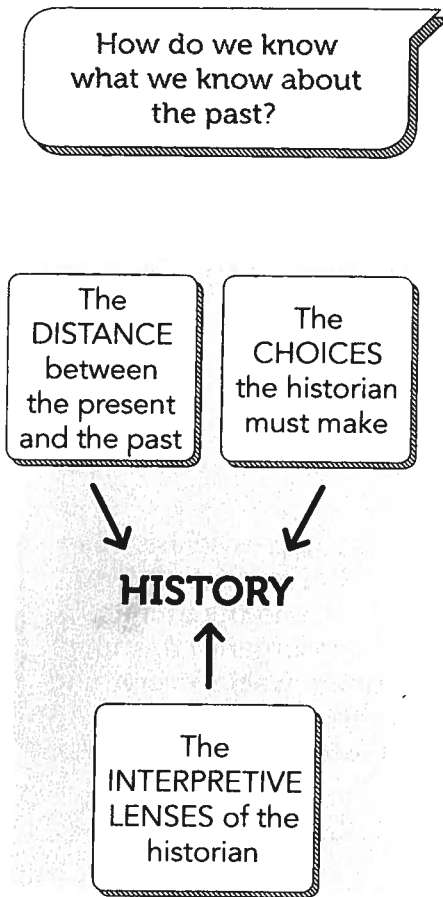 How do we know
what we know about
the past?
The
DISTANCE
between
the present
and the past
The
CHOICES
the historian
must make
HISTORY
The
INTERPRETIVE
LENSES of the
historian